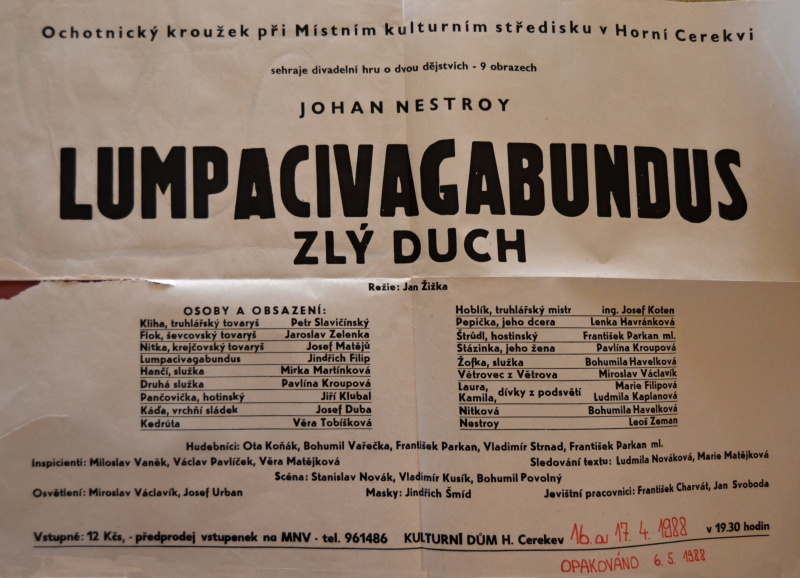 Ochotnický kroužek při Místním kulturním středisku v Horní Cerekvi
sehraje divadelní hru o dvou dějstvích - 9 obrazech
JOHAN NESTROY
LUMPACIVAGABUNDUS
ZLÝ DUCH
Režie: Jan Žižka
OSOBY A OBSAZENÍ:
Kliha, truhlářský tovaryš Petr Slavičínský
Flok, ševcovský tovaryš Jaroslav Zelenka
Nitka, krejčovský tovaryš Josef Matějů
Lumpacivagabundus Jindřich Filip
Hančí, služka Mirka Martínková
Druhá služka Pavlína Kroupová
Pančovička, hotinský Jiří Klubal
Káďa, vrchňí sládek Josef Duba
Kedrúta Věra Tobíšková
Hoblík, truhlářský mistr ing. Josef Koten
Pepička, jeho dcera Lenka Havránková
Štrůdl, hostinský František Parkan ml.
Stázinka, jeho žena Pavlína Kroupová
Žofka, služka Bohumila Havelková
Větrovec z Větrova Miroslav Václavík
Laura, Marie Filipová
dívky z podsvětí
Kamila, Ludmila Kaplanová
Nitková Bohumila Havelková
Nestroy Leoš Zeman
Hudebníci: Ota Koňák, Bohumil Vařečka, František Parkan, Vladimír Strnad, František Parkan ml.
Inspicienti: Miloslav Vaněk, Václav Pavlíček, Věra Matějková Sledování textu: Ludmila Nováková, Marie Matějková
Scéna: Stanislav Novák, Vladimír Kusík, Bohumil Povolný
Osvětlení: Miroslav Václavík, Josef Urban Masky: Jindřich Šmíd Jevištní pracovnici: František Charvát, Jan Svoboda
Vstupné: 12 Kčs, - předprodej vstupenek na MNV - tel. 961486 KULTURNÍ DŮM H. Cerekev 16. a 17. 4. 1988 v 19.30 hodin
OPAKOVÁNO 6. 5. 1988